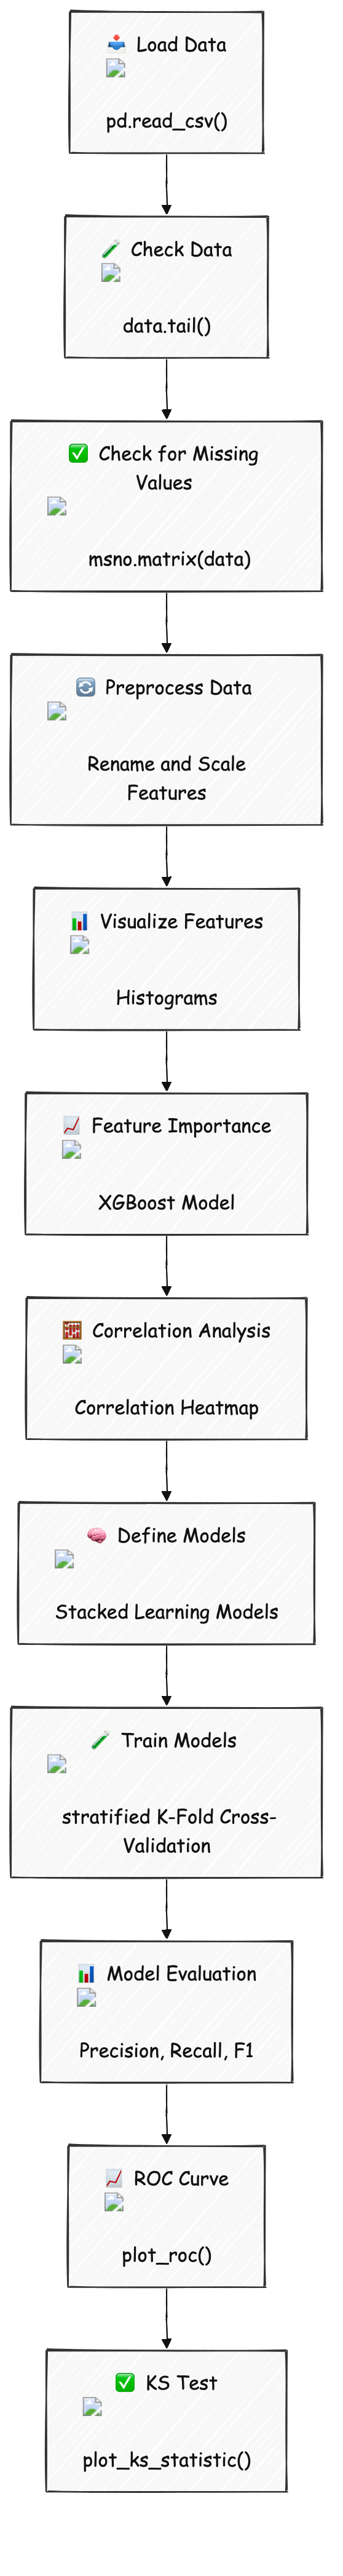 Load Data
pd.read_csv()
Check Data
data.tail()
Check for Missing
Values
msno.matrix(data)
Preprocess Data
Rename and Scale
Features
Visualize Features
Histograms
Feature Importance
XGBoost Model
Correlation Analysis
Correlation Heatmap
Define Models
Stacked Learning Models
Train Models
stratified K-Fold Cross-
Validation
Model Evaluation
Precision, Recall, F1
ROC Curve
plot_roc()
KS Test
plot_ks_statistic()